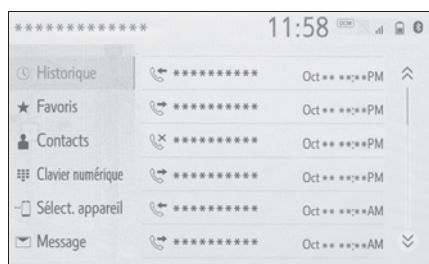 ************* 11:58 DCM
Historique ********** Oct ** **:**PM
Favoris ********** Oct ** **:**PM
Contacts ********** Oct ** **:**PM
Clavier numérique ********** Oct ** **:**PM
Sélect. appareil ********** Oct ** **:**AM
Message ********** Oct ** **:**AM